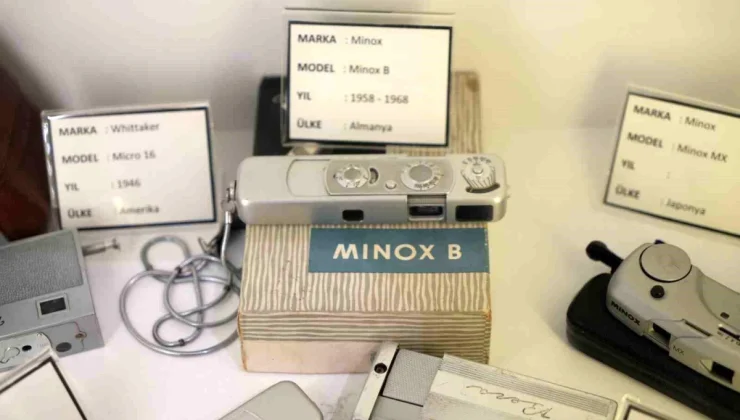 MARKA : Minox
MODEL : Minox B
YIL : 1958 - 1968
ÜLKE : Almanya
MARKA : Whittaker
MODEL : Micro 16
YIL : 1946
ÜLKE : Amerika
MARKA : Minox
MODEL : Minox MX
YIL :
ÜLKE : Japonya
MINOX B
MINOX